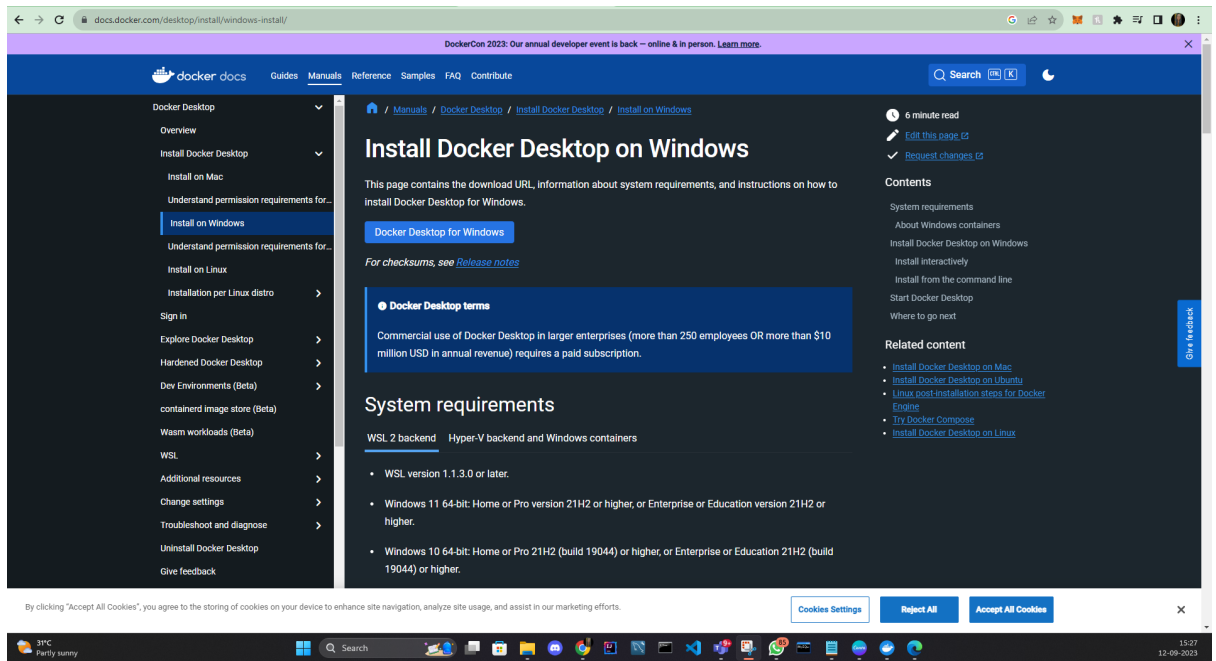 docs.docker.com/desktop/install/windows-install/
DockerCon 2023: Our annual developer event is back — online & in person. Learn more.
docker docs
Guides Manuals Reference Samples FAQ Contribute
Search CTRL K
Docker Desktop
Overview
Install Docker Desktop
Install on Mac
Understand permission requirements for...
Install on Windows
Understand permission requirements for...
Install on Linux
Installation per Linux distro
Sign in
Explore Docker Desktop
Hardened Docker Desktop
Dev Environments (Beta)
containerd image store (Beta)
Wasm workloads (Beta)
WSL
Additional resources
Change settings
Troubleshoot and diagnose
Uninstall Docker Desktop
Give feedback
/ Manuals / Docker Desktop / Install Docker Desktop / Install on Windows
Install Docker Desktop on Windows
This page contains the download URL, information about system requirements, and instructions on how to
install Docker Desktop for Windows.
Docker Desktop for Windows
For checksums, see Release notes
Docker Desktop terms
Commercial use of Docker Desktop in larger enterprises (more than 250 employees OR more than $10
million USD in annual revenue) requires a paid subscription.
System requirements
WSL 2 backend Hyper-V backend and Windows containers
• WSL version 1.1.3.0 or later.
• Windows 11 64-bit: Home or Pro version 21H2 or higher, or Enterprise or Education version 21H2 or
higher.
• Windows 10 64-bit: Home or Pro 21H2 (build 19044) or higher, or Enterprise or Education 21H2 (build
19044) or higher.
6 minute read
Edit this page
Request changes
Contents
System requirements
About Windows containers
Install Docker Desktop on Windows
Install interactively
Install from the command line
Start Docker Desktop
Where to go next
Related content
• Install Docker Desktop on Mac
• Install Docker Desktop on Ubuntu
• Linux post-installation steps for Docker
Engine
• Try Docker Compose
• Install Docker Desktop on Linux
Give feedback
By clicking "Accept All Cookies", you agree to the storing of cookies on your device to enhance site navigation, analyze site usage, and assist in our marketing efforts.
Cookies Settings
Reject All
Accept All Cookies
31°C
Partly sunny
Search
85
15:27
12-09-2023